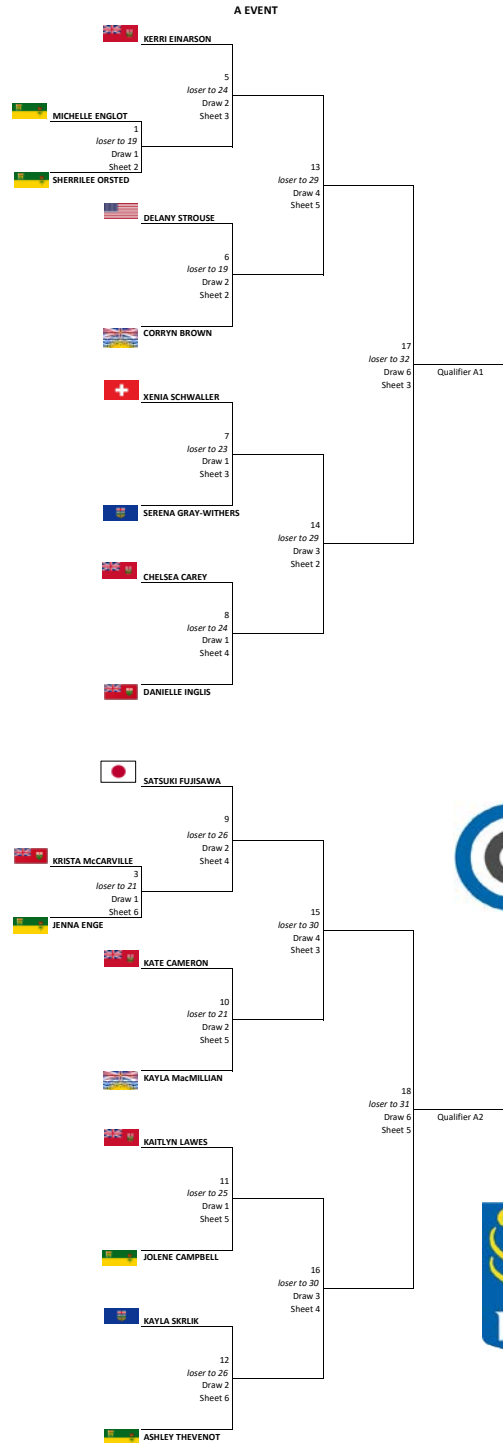 A EVENT
KERRI EINARSON
5
loser to 24
Draw 2
Sheet 3
MICHELLE ENGLOT
1
loser to 19
Draw 1
Sheet 2
SHERRILEE ORSTED
13
loser to 29
Draw 4
Sheet 5
DELANY STROUSE
6
loser to 19
Draw 2
Sheet 2
CORRYN BROWN
17
loser to 32
Draw 6
Sheet 3
Qualifier A1
XENIA SCHWALLER
7
loser to 23
Draw 1
Sheet 3
SERENA GRAY-WITHERS
14
loser to 29
Draw 3
Sheet 2
CHELSEA CAREY
8
loser to 24
Draw 1
Sheet 4
DANIELLE INGLIS
SATSUKI FUJISAWA
9
loser to 26
Draw 2
Sheet 4
KRISTA McCARVILLE
3
loser to 21
Draw 1
Sheet 6
JENNA ENGE
15
loser to 30
Draw 4
Sheet 3
KATE CAMERON
10
loser to 21
Draw 2
Sheet 5
KAYLA MacMILLIAN
18
loser to 31
Draw 6
Sheet 5
Qualifier A2
KAITLYN LAWES
11
loser to 25
Draw 1
Sheet 5
JOLENE CAMPBELL
16
loser to 30
Draw 3
Sheet 4
KAYLA SKRLIK
12
loser to 26
Draw 2
Sheet 6
ASHLEY THEVENOT